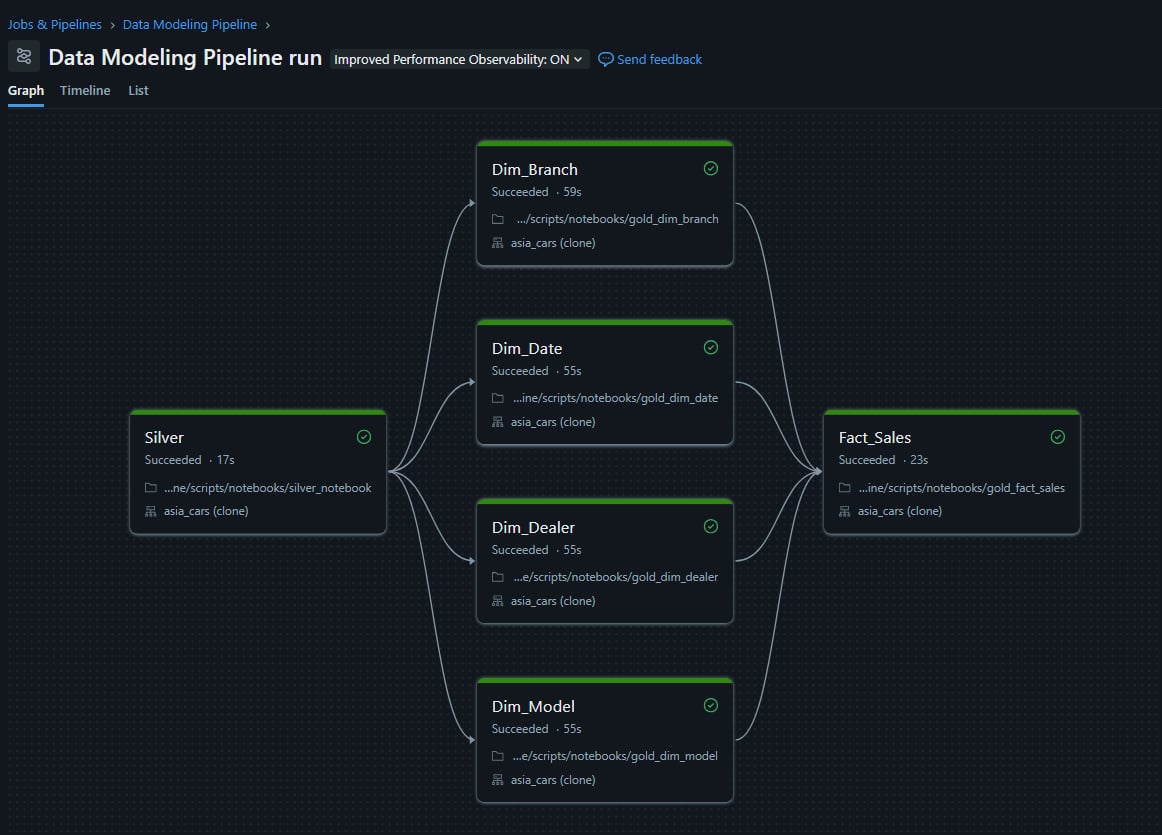 Jobs & Pipelines › Data Modeling Pipeline ›
Data Modeling Pipeline run Improved Performance Observability: ON Send feedback
Graph Timeline List
Dim_Branch
Succeeded · 59s
.../scripts/notebooks/gold_dim_branch
asia_cars (clone)
Dim_Date
Succeeded · 55s
...ine/scripts/notebooks/gold_dim_date
asia_cars (clone)
Silver
Succeeded · 17s
...ne/scripts/notebooks/silver_notebook
asia_cars (clone)
Fact_Sales
Succeeded · 23s
...ine/scripts/notebooks/gold_fact_sales
asia_cars (clone)
Dim_Dealer
Succeeded · 55s
...e/scripts/notebooks/gold_dim_dealer
asia_cars (clone)
Dim_Model
Succeeded · 55s
...e/scripts/notebooks/gold_dim_model
asia_cars (clone)